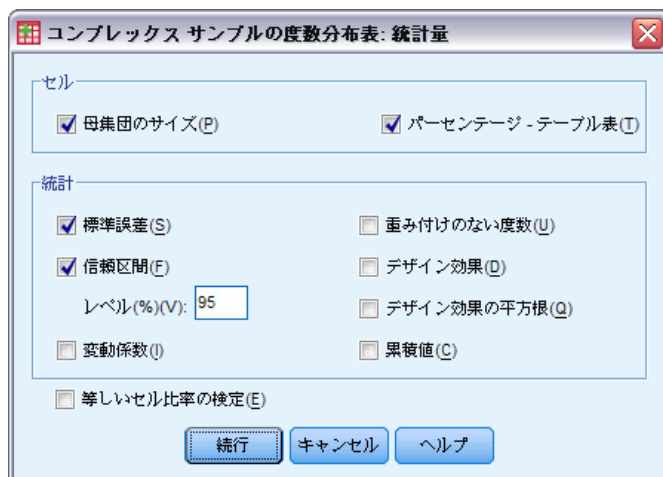 コンプレックス サンプルの度数分布表: 統計量
セル
母集団のサイズ(P)
パーセンテージ - テーブル表(T)
統計
標準誤差(S)
重み付けのない度数(U)
信頼区間(F)
デザイン効果(D)
レベル(%)(V): 95
デザイン効果の平方根(Q)
変動係数(I)
累積値(C)
等しいセル比率の検定(E)
続行 キャンセル ヘルプ